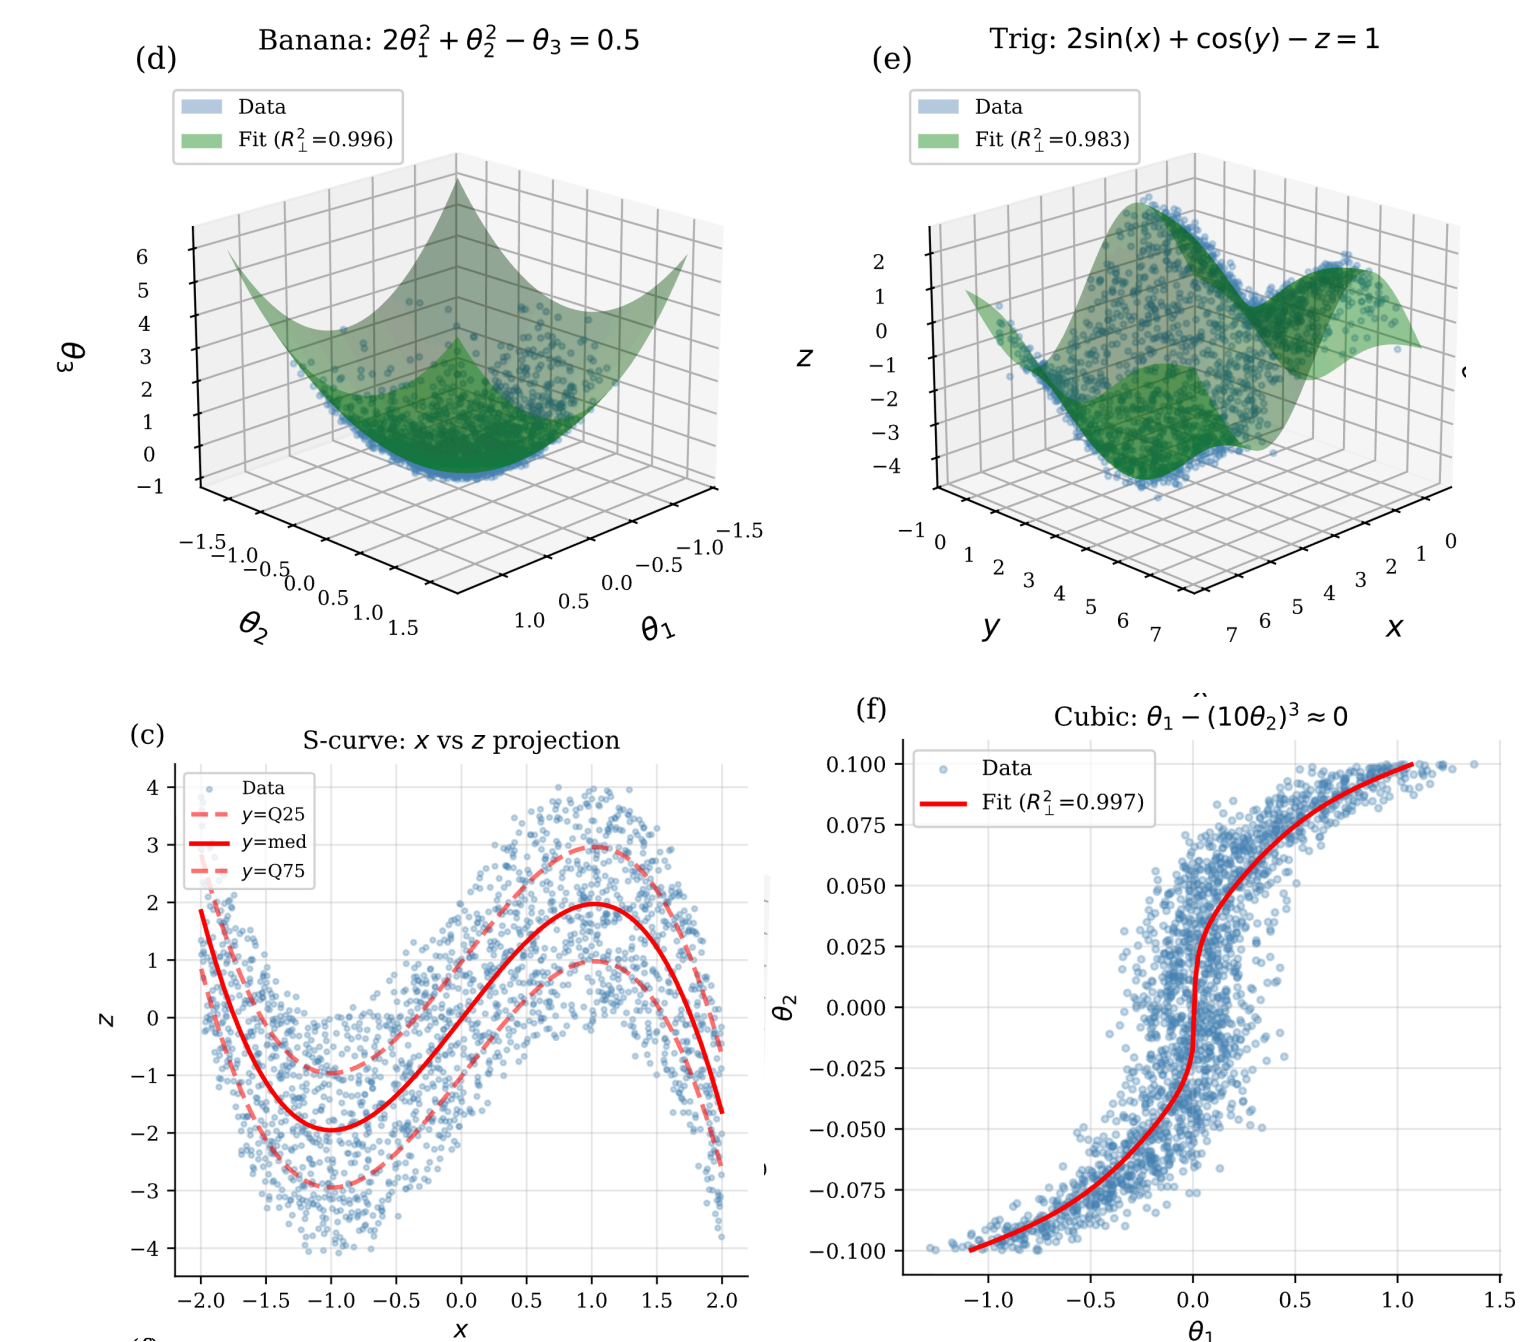 (d)
Banana: 2θ₁² + θ₂² − θ₃ = 0.5
Data
Fit (R²⊥=0.996)
6
5
4
3
2
1
0
−1
θ₃
−1.5
−1.0
−0.5
0.0
0.5
1.0
1.5
θ₂
1.0
0.5
0.0
−0.5
−1.0
−1.5
θ₁
(e)
Trig: 2sin(x) + cos(y) − z = 1
Data
Fit (R²⊥=0.983)
2
1
0
−1
−2
−3
−4
z
−1
0
1
2
3
4
5
6
7
y
7
6
5
4
3
2
1
0
x
(c)
S-curve: x vs z projection
Data
y=Q25
y=med
y=Q75
4
3
2
1
0
−1
−2
−3
−4
z
−2.0
−1.5
−1.0
−0.5
0.0
0.5
1.0
1.5
2.0
x
(f)
Cubic: θ₁ − (10θ₂)³ ≈ 0
Data
Fit (R²⊥=0.997)
0.100
0.075
0.050
0.025
0.000
−0.025
−0.050
−0.075
−0.100
θ₂
−1.0
−0.5
0.0
0.5
1.0
1.5
θ₁